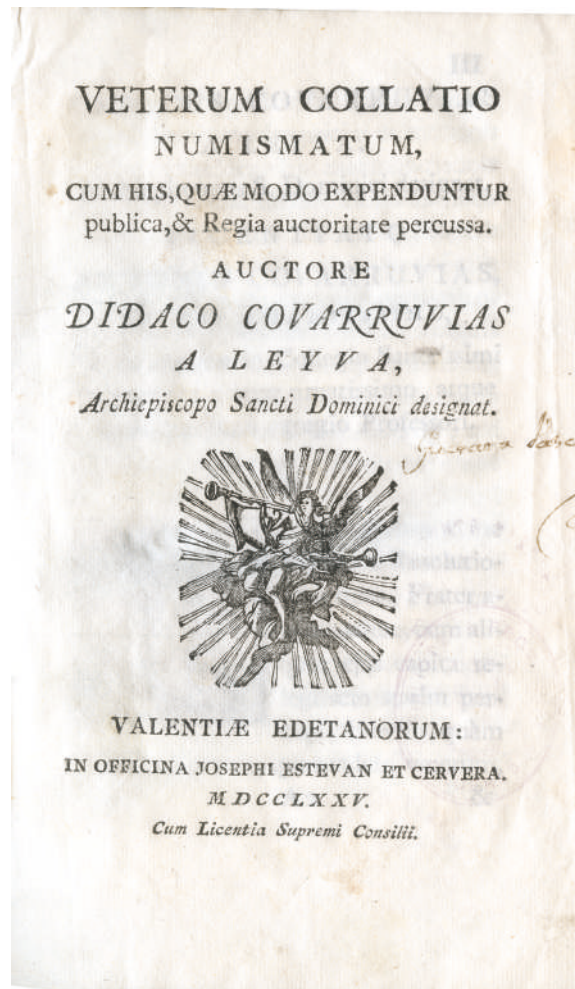 VETERUM COLLATIO
NUMISMATUM,
CUM HIS, QUÆ MODO EXPENDUNTUR
publica, & Regia auctoritate percussa.
AUCTORE
DIDACO COVARRUVIAS
A LEYVA,
Archiepiscopo Sancti Dominici designat.
VALENTIÆ EDETANORUM:
IN OFFICINA JOSEPHI ESTEVAN ET CERVERA.
MDCCLXXV.
Cum Licentia Supremi Consilii.